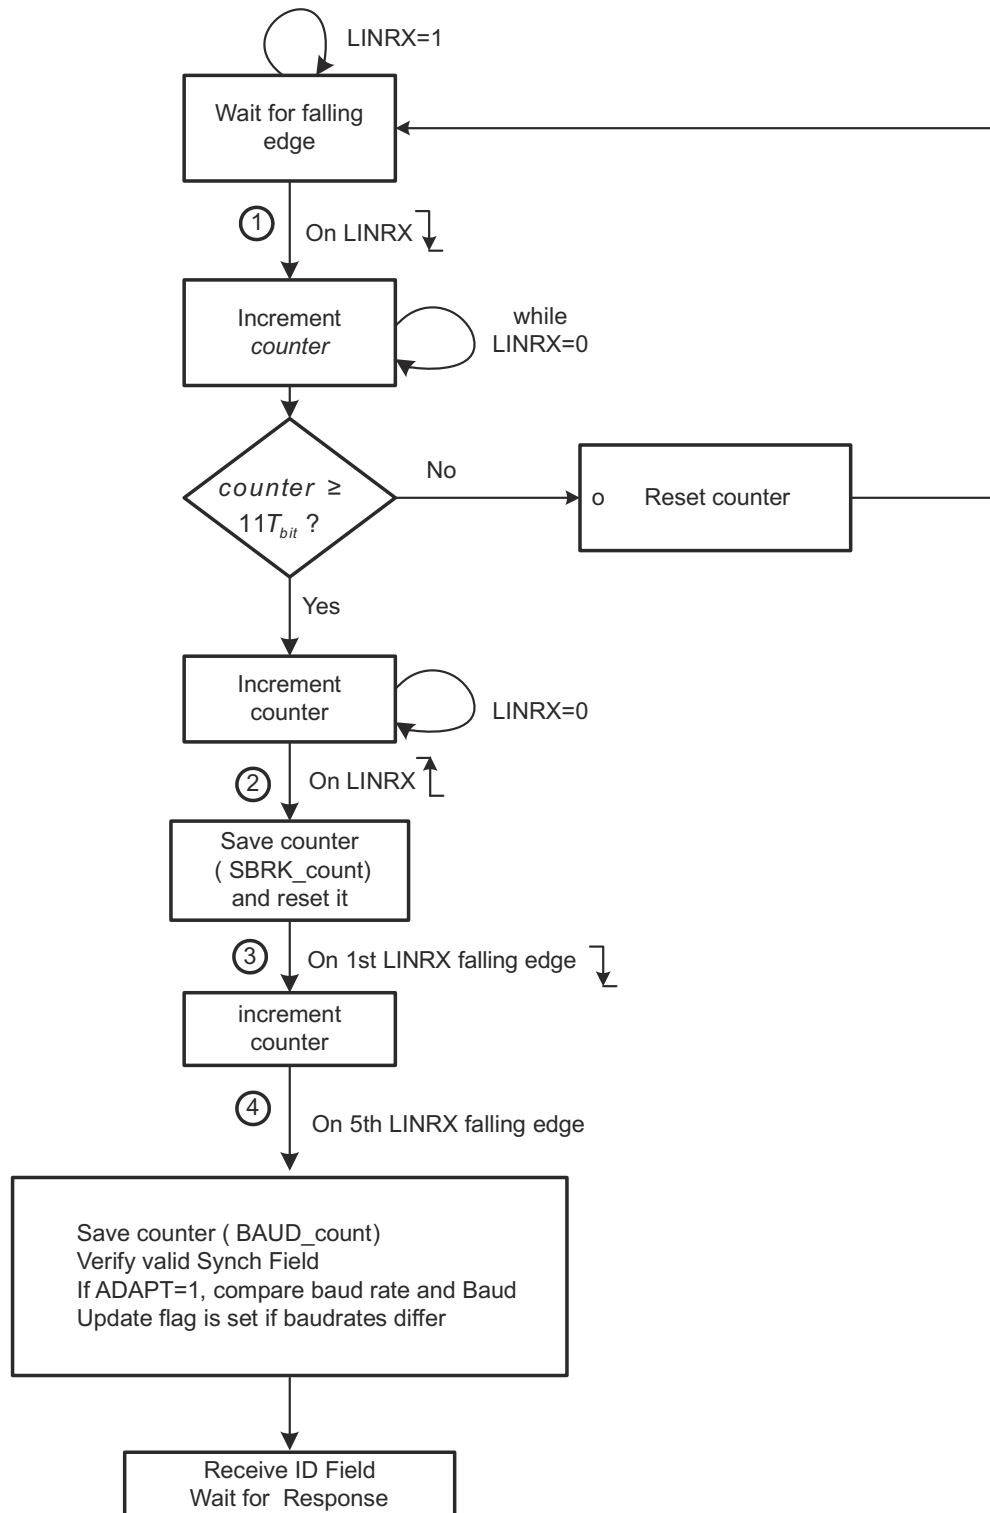 LINRX=1
Wait for falling
edge
1
On LINRX
Increment
counter
while
LINRX=0
counter ≥
11Tbit ?
No
o Reset counter
Yes
Increment
counter
LINRX=0
2
On LINRX
Save counter
( SBRK_count)
and reset it
3
On 1st LINRX falling edge
increment
counter
4
On 5th LINRX falling edge
Save counter ( BAUD_count)
Verify valid Synch Field
If ADAPT=1, compare baud rate and Baud
Update flag is set if baudrates differ
Receive ID Field
Wait for Response